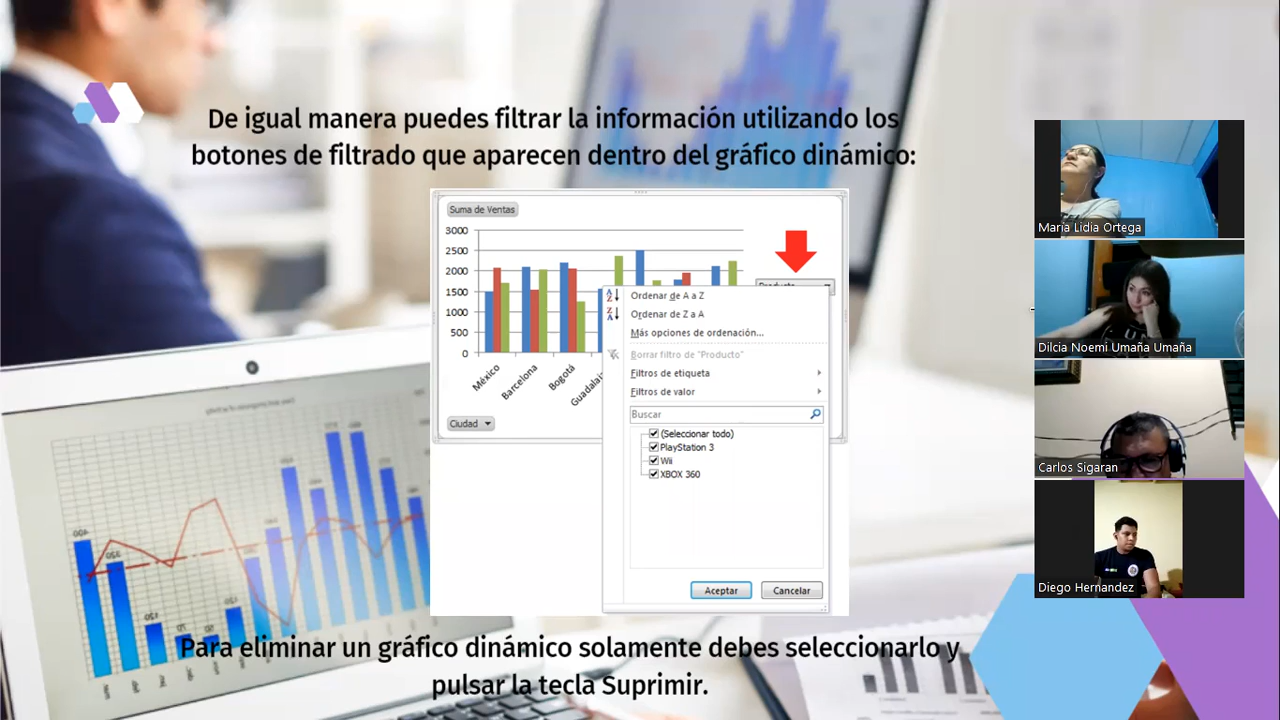 De igual manera puedes filtrar la información utilizando los
botones de filtrado que aparecen dentro del gráfico dinámico:
Suma de Ventas
3000
2500
2000
1500
1000
500
0
México
Barcelona
Bogotá
Ciudad
Ordenar de A a Z
Ordenar de Z a A
Más opciones de ordenación...
Borrar filtro de "Producto"
Filtros de etiqueta
Filtros de valor
Buscar
(Seleccionar todo)
PlayStation 3
Wii
XBOX 360
Aceptar
Cancelar
Para eliminar un gráfico dinámico solamente debes seleccionarlo y
pulsar la tecla Suprimir.
Maria Lidia Ortega
Dilcia Noemi Umaña Umaña
Carlos Sigaran
Diego Hernandez